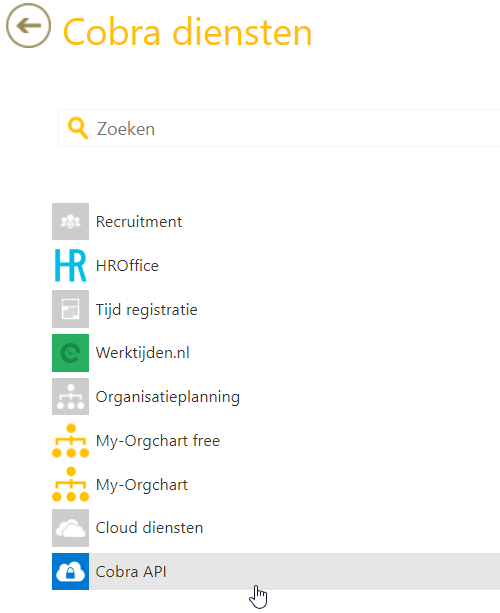 Cobra diensten
Zoeken
Recruitment
HR HROffice
Tijd registratie
Werktijden.nl
Organisatieplanning
My-Orgchart free
My-Orgchart
Cloud diensten
Cobra API